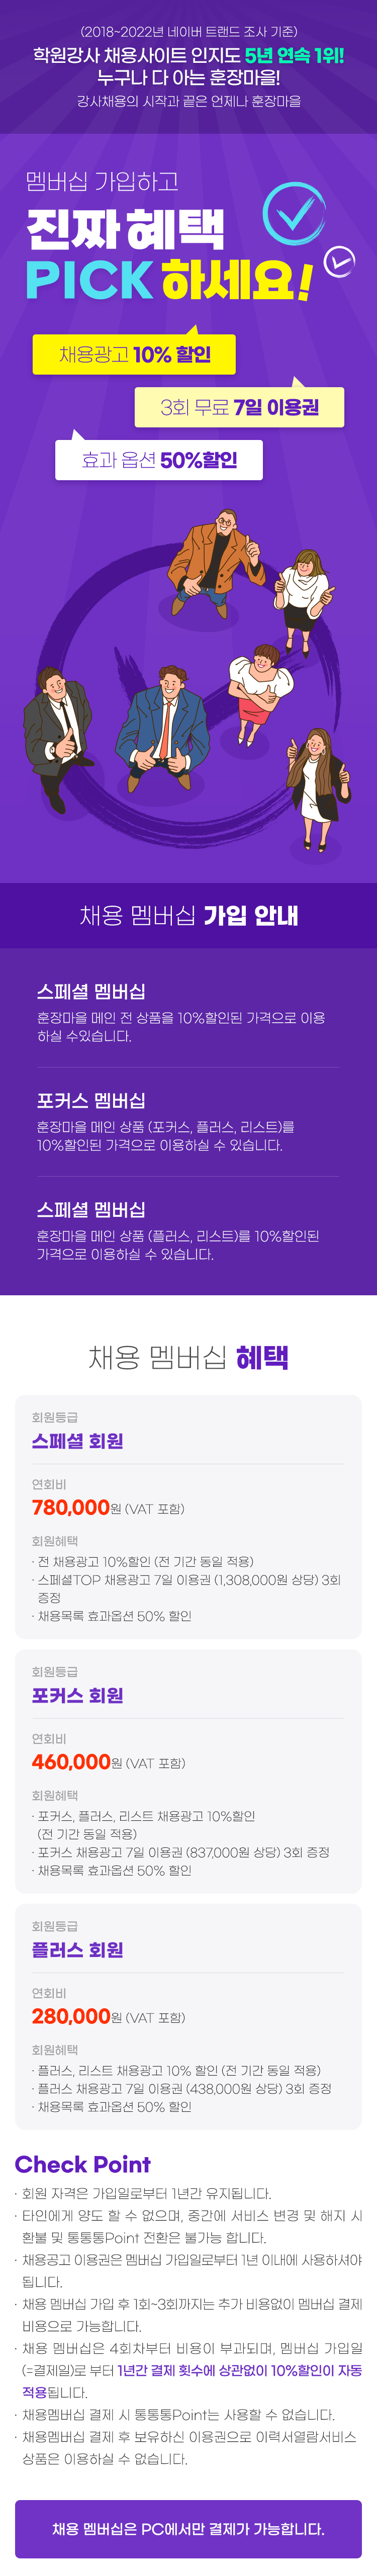 (2018~2022년 네이버 트랜드 조사 기준)
학원강사 채용사이트 인지도 5년 연속 1위!
누구나 다 아는 훈장마을!
강사채용의 시작과 끝은 언제나 훈장마을
멤버십 가입하고
진짜 혜택
PICK 하세요!
채용광고 10% 할인
3회 무료 7일 이용권
효과 옵션 50%할인
채용 멤버십 가입 안내
스페셜 멤버십
훈장마을 메인 전 상품을 10%할인된 가격으로 이용
하실 수있습니다.
포커스 멤버십
훈장마을 메인 상품 (포커스, 플러스, 리스트)를
10%할인된 가격으로 이용하실 수 있습니다.
스페셜 멤버십
훈장마을 메인 상품 (플러스, 리스트)를 10%할인된
가격으로 이용하실 수 있습니다.
채용 멤버십 혜택
회원등급
스페셜 회원
연회비
780,000원 (VAT 포함)
회원혜택
· 전 채용광고 10%할인 (전 기간 동일 적용)
· 스페셜TOP 채용광고 7일 이용권 (1,308,000원 상당) 3회
증정
· 채용목록 효과옵션 50% 할인
회원등급
포커스 회원
연회비
460,000원 (VAT 포함)
회원혜택
· 포커스, 플러스, 리스트 채용광고 10%할인
(전 기간 동일 적용)
· 포커스 채용광고 7일 이용권 (837,000원 상당) 3회 증정
· 채용목록 효과옵션 50% 할인
회원등급
플러스 회원
연회비
280,000원 (VAT 포함)
회원혜택
· 플러스, 리스트 채용광고 10% 할인 (전 기간 동일 적용)
· 플러스 채용광고 7일 이용권 (438,000원 상당) 3회 증정
· 채용목록 효과옵션 50% 할인
Check Point
· 회원 자격은 가입일로부터 1년간 유지됩니다.
· 타인에게 양도 할 수 없으며, 중간에 서비스 변경 및 해지 시
환불 및 통통통Point 전환은 불가능 합니다.
· 채용공고 이용권은 멤버십 가입일로부터 1년 이내에 사용하셔야
됩니다.
· 채용 멤버십 가입 후 1회~3회까지는 추가 비용없이 멤버십 결제
비용으로 가능합니다.
· 채용 멤버십은 4회차부터 비용이 부과되며, 멤버십 가입일
(=결제일)로 부터 1년간 결제 횟수에 상관없이 10%할인이 자동
적용됩니다.
· 채용멤버십 결제 시 통통통Point는 사용할 수 없습니다.
· 채용멤버십 결제 후 보유하신 이용권으로 이력서열람서비스
상품은 이용하실 수 없습니다.
채용 멤버십은 PC에서만 결제가 가능합니다.